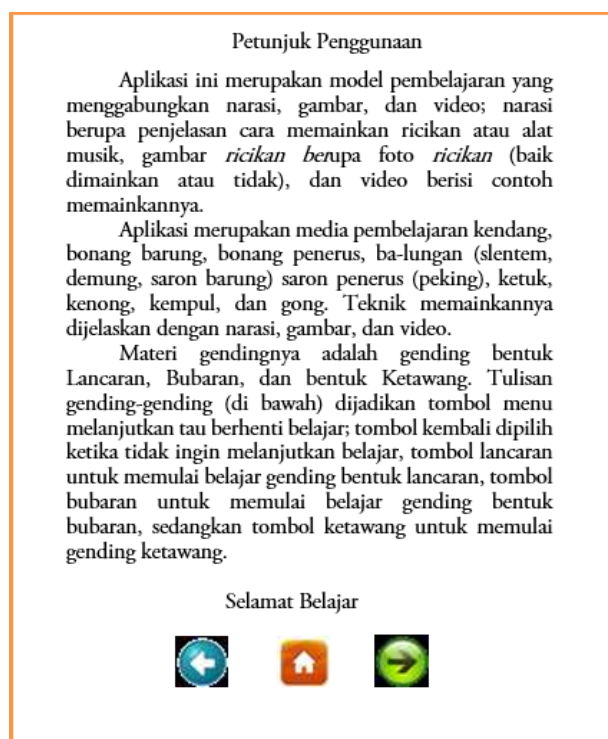 Petunjuk Penggunaan
Aplikasi ini merupakan model pembelajaran yang
menggabungkan narasi, gambar, dan video; narasi
berupa penjelasan cara memainkan ricikan atau alat
musik, gambar ricikan berupa foto ricikan (baik
dimainkan atau tidak), dan video berisi contoh
memainkannya.
Aplikasi merupakan media pembelajaran kendang,
bonang barung, bonang penerus, ba-lungan (slentem,
demung, saron barung) saron penerus (peking), ketuk,
kenong, kempul, dan gong. Teknik memainkannya
dijelaskan dengan narasi, gambar, dan video.
Materi gendingnya adalah gending bentuk
Lancaran, Bubaran, dan bentuk Ketawang. Tulisan
gending-gending (di bawah) dijadikan tombol menu
melanjutkan tau berhenti belajar; tombol kembali dipilih
ketika tidak ingin melanjutkan belajar, tombol lancaran
untuk memulai belajar gending bentuk lancaran, tombol
bubaran untuk memulai belajar gending bentuk
bubaran, sedangkan tombol ketawang untuk memulai
gending ketawang.
Selamat Belajar